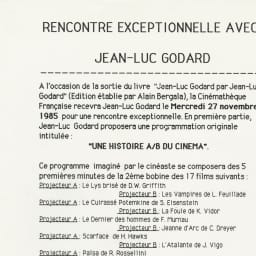 RENCONTRE EXCEPTIONNELLE AVEC
JEAN-LUC GODARD
A l'occasion de la sortie du livre "Jean-Luc Godard par Jean-Lu
Godard" (Edition établie par Alain Bergala), la Cinémathèque
Française recevra Jean-Luc Godard le Mercredi 27 novembre
1985 pour une rencontre exceptionnelle. En première partie,
Jean-Luc Godard proposera une programmation originale
intitulée :
"UNE HISTOIRE A/B DU CINEMA".
Ce programme imaginé par le cinéaste se composera des 5
premières minutes de la 2ème bobine des 17 films suivants :
Projecteur A : Le Lys brisé de D.W. Griffith
Projecteur B : Les Vampires de L. Feuillade
Projecteur A : Le Cuirassé Potemkine de S. Eisenstein
Projecteur B : La Foule de K. Vidor
Projecteur A : Le Dernier des hommes de F. Murnau
Projecteur B : Jeanne d'Arc de C. Dreyer
Projecteur A : Scarface de H. Hawks
Projecteur B : L'Atalante de J. Vigo
Projecteur A : Païsa de R. Rossellini